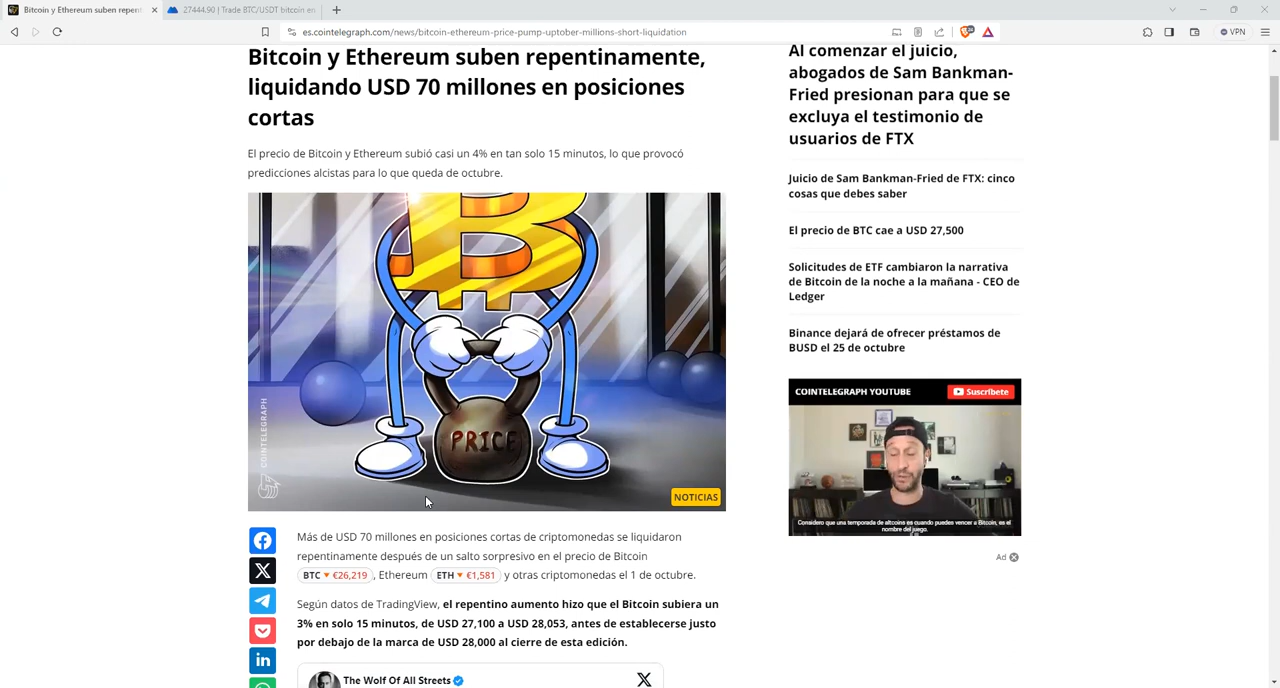 Bitcoin y Ethereum suben repent
27444.90 | Trade BTC/USDT bitcoin en
es.cointelegraph.com/news/bitcoin-ethereum-price-pump-uptober-millions-short-liquidation
VPN
Bitcoin y Ethereum suben repentinamente,
liquidando USD 70 millones en posiciones
cortas
El precio de Bitcoin y Ethereum subió casi un 4% en tan solo 15 minutos, lo que provocó
predicciones alcistas para lo que queda de octubre.
COINTELEGRAPH
PRICE
NOTICIAS
Más de USD 70 millones en posiciones cortas de criptomonedas se liquidaron
repentinamente después de un salto sorpresivo en el precio de Bitcoin
BTC ▼ €26,219 , Ethereum ETH ▼ €1,581 y otras criptomonedas el 1 de octubre.
Según datos de TradingView, el repentino aumento hizo que el Bitcoin subiera un
3% en solo 15 minutos, de USD 27,100 a USD 28,053, antes de establecerse justo
por debajo de la marca de USD 28,000 al cierre de esta edición.
The Wolf Of All Streets
Al comenzar el juicio,
abogados de Sam Bankman-
Fried presionan para que se
excluya el testimonio de
usuarios de FTX
Juicio de Sam Bankman-Fried de FTX: cinco
cosas que debes saber
El precio de BTC cae a USD 27,500
Solicitudes de ETF cambiaron la narrativa
de Bitcoin de la noche a la mañana - CEO de
Ledger
Binance dejará de ofrecer préstamos de
BUSD el 25 de octubre
COINTELEGRAPH YOUTUBE
Suscríbete
Considero que una temporada de altcoins es cuando puedes vencer a Bitcoin, es el
nombre del juego.
Ad